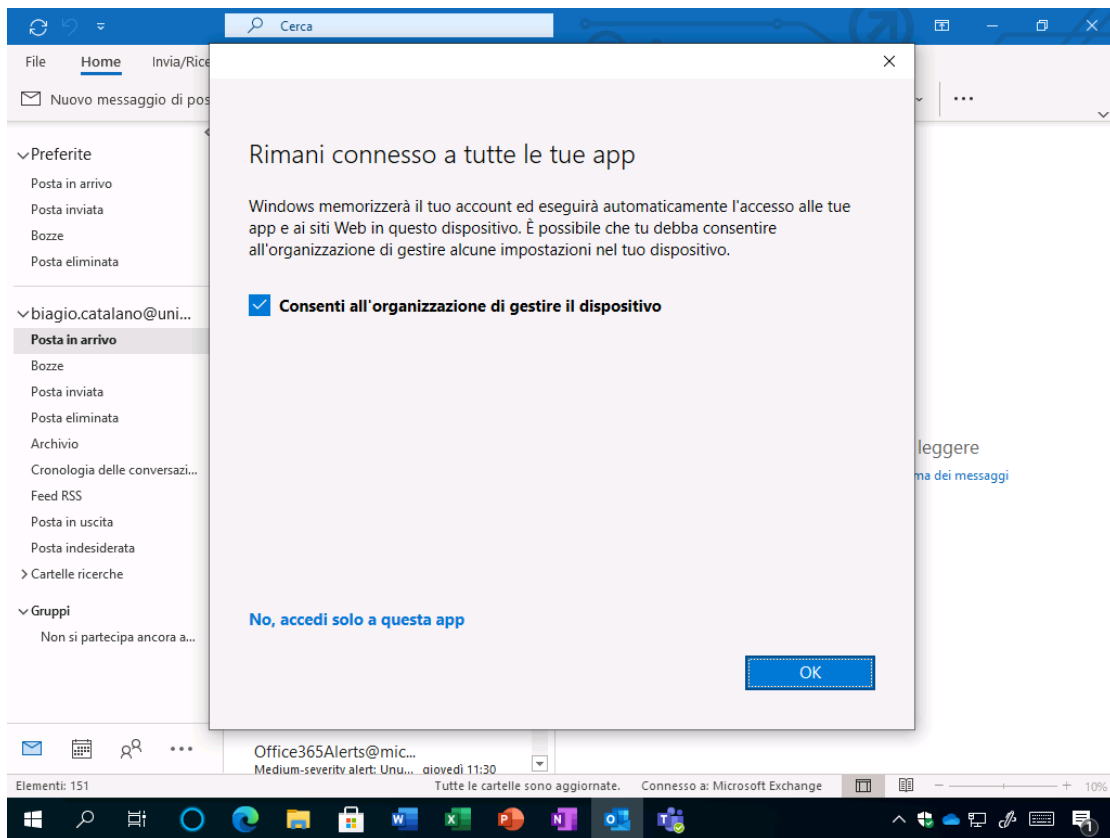 Cerca
File Home Invia/Rice
Nuovo messaggio di pos
Preferite
Posta in arrivo
Posta inviata
Bozze
Posta eliminata
biagio.catalano@uni...
Posta in arrivo
Bozze
Posta inviata
Posta eliminata
Archivio
Cronologia delle conversazi...
Feed RSS
Posta in uscita
Posta indesiderata
Cartelle ricerche
Gruppi
Non si partecipa ancora a...
Rimani connesso a tutte le tue app
Windows memorizzerà il tuo account ed eseguirà automaticamente l'accesso alle tue
app e ai siti Web in questo dispositivo. È possibile che tu debba consentire
all'organizzazione di gestire alcune impostazioni nel tuo dispositivo.
Consenti all'organizzazione di gestire il dispositivo
No, accedi solo a questa app
OK
leggere
ma dei messaggi
Office365Alerts@mic...
Medium-severity alert: Unu... giovedì 11:30
Elementi: 151 Tutte le cartelle sono aggiornate. Connesso a: Microsoft Exchange 10%